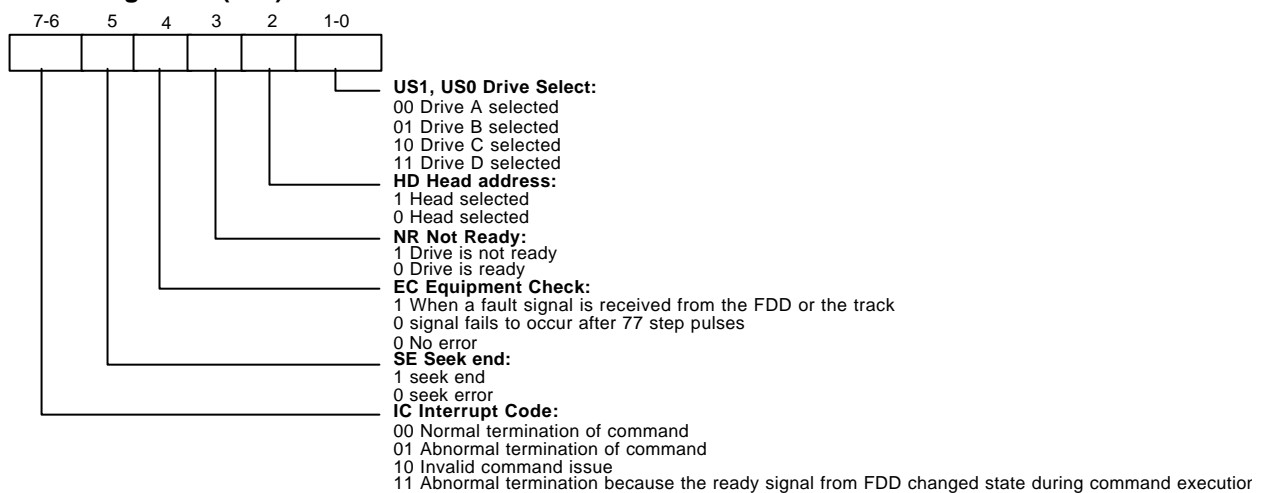 7-6 5 4 3 2 1-0
US1, US0 Drive Select:
00 Drive A selected
01 Drive B selected
10 Drive C selected
11 Drive D selected
HD Head address:
1 Head selected
0 Head selected
NR Not Ready:
1 Drive is not ready
0 Drive is ready
EC Equipment Check:
1 When a fault signal is received from the FDD or the track
0 signal fails to occur after 77 step pulses
0 No error
SE Seek end:
1 seek end
0 seek error
IC Interrupt Code:
00 Normal termination of command
01 Abnormal termination of command
10 Invalid command issue
11 Abnormal termination because the ready signal from FDD changed state during command